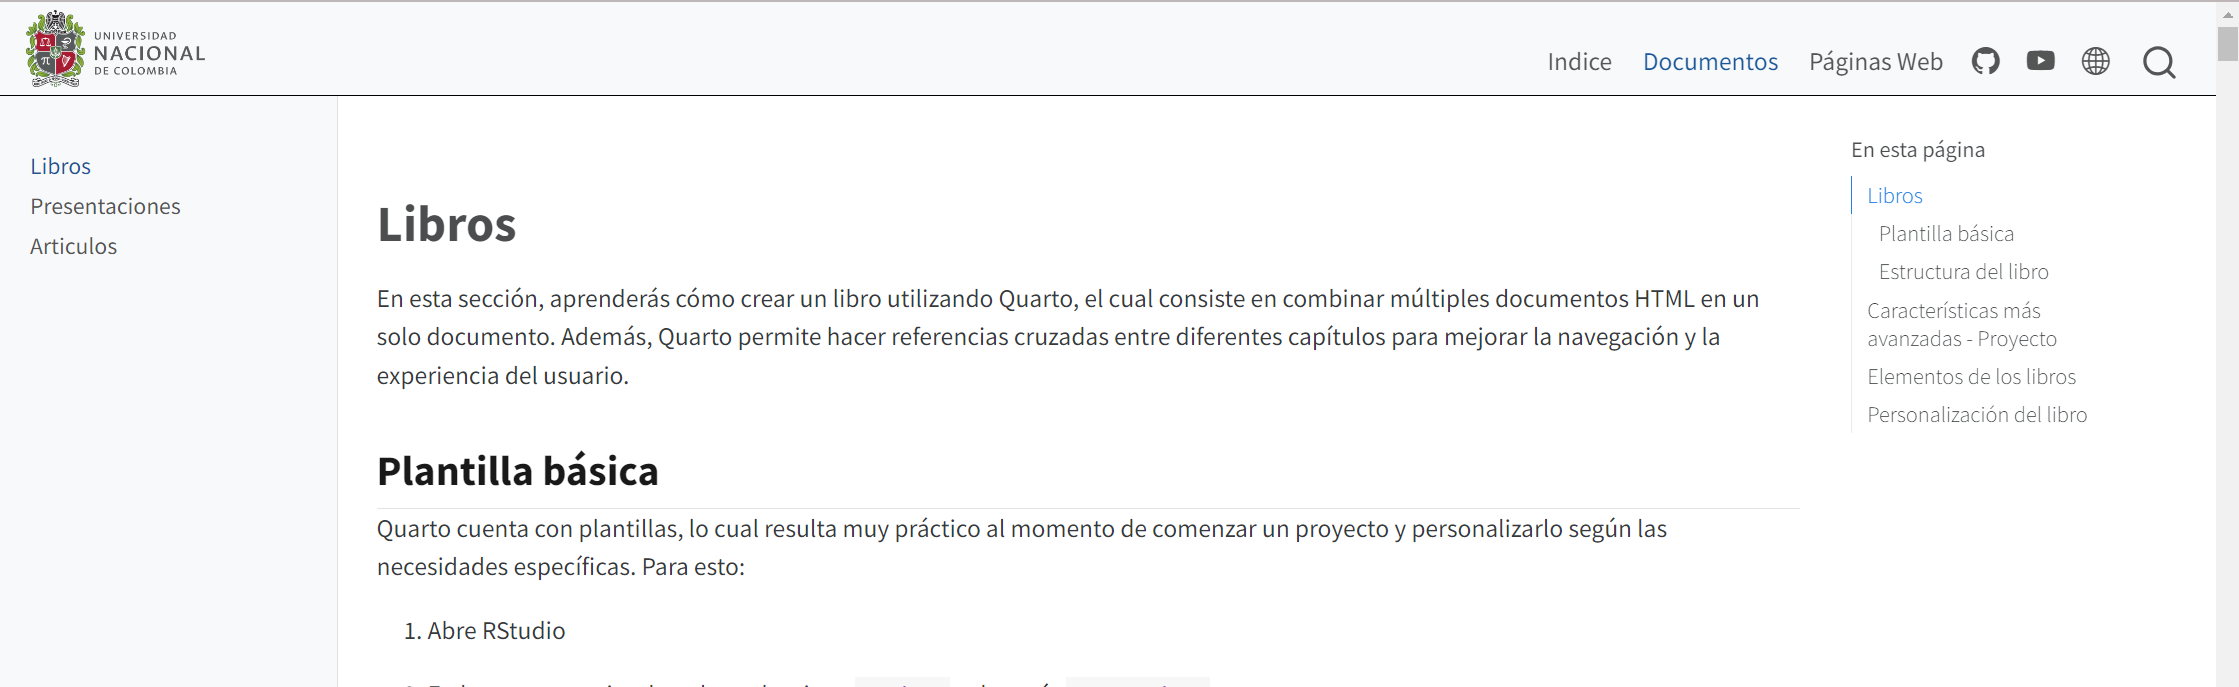 UNIVERSIDAD
NACIONAL
DE COLOMBIA
Indice Documentos Páginas Web
Libros
Presentaciones
Articulos
Libros
En esta sección, aprenderás cómo crear un libro utilizando Quarto, el cual consiste en combinar múltiples documentos HTML en un
solo documento. Además, Quarto permite hacer referencias cruzadas entre diferentes capítulos para mejorar la navegación y la
experiencia del usuario.
Plantilla básica
Quarto cuenta con plantillas, lo cual resulta muy práctico al momento de comenzar un proyecto y personalizarlo según las
necesidades específicas. Para esto:
1. Abre RStudio
En esta página
Libros
Plantilla básica
Estructura del libro
Características más
avanzadas - Proyecto
Elementos de los libros
Personalización del libro